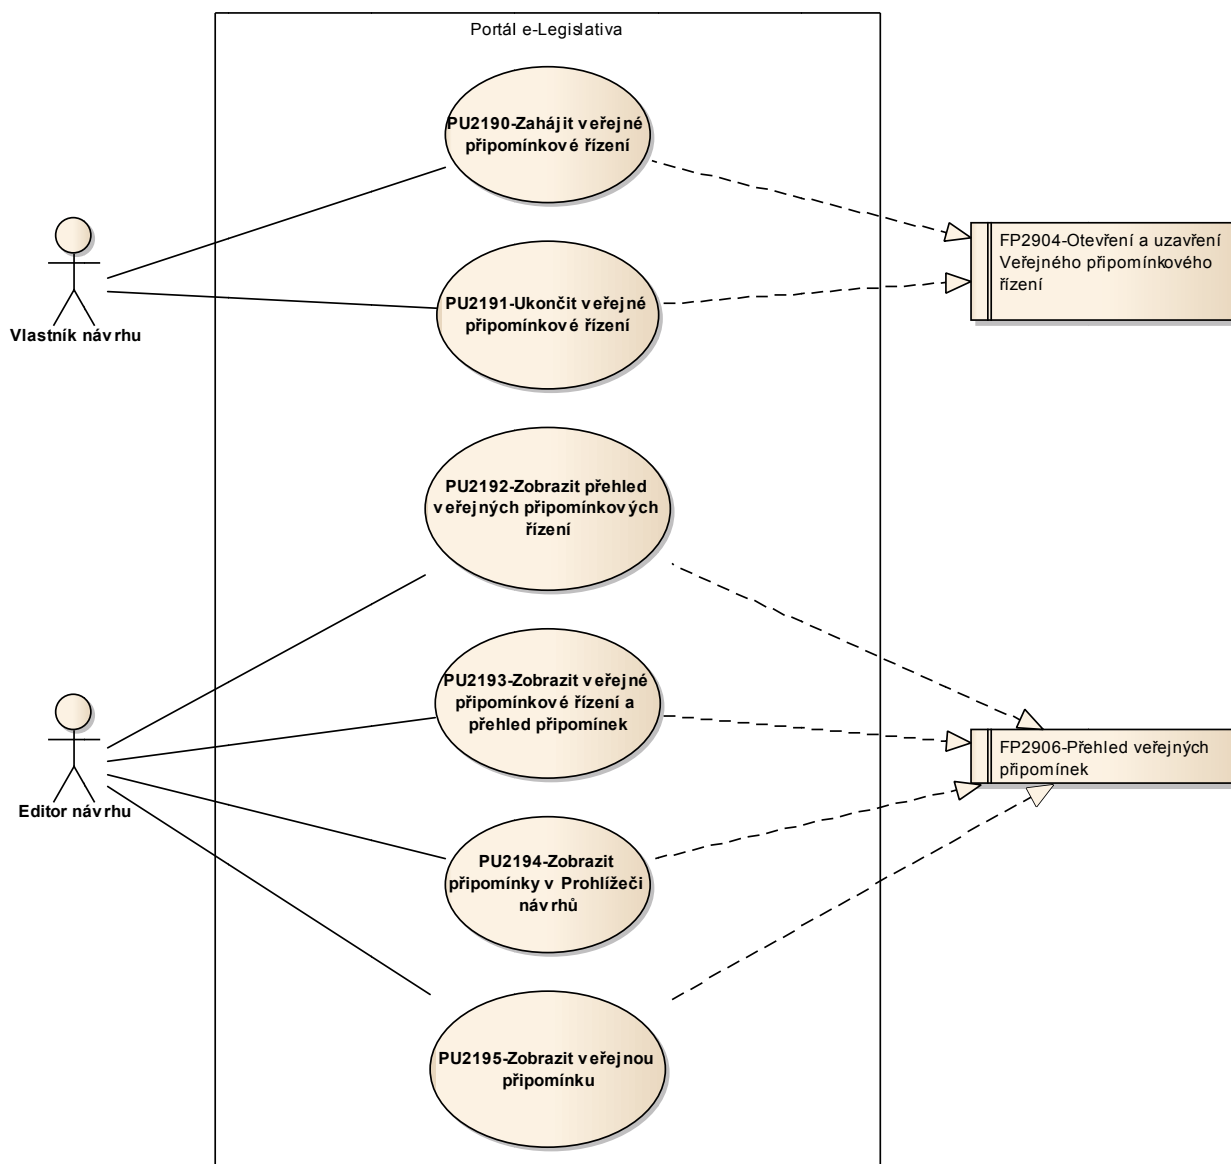 Portál e-Legislativa
PU2190-Zahájit veřejné
připomínkové řízení
FP2904-Otevření a uzavření
Veřejného připomínkového
řízení
PU2191-Ukončit veřejné
připomínkové řízení
Vlastník návrhu
PU2192-Zobrazit přehled
veřejných připomínkových
řízení
PU2193-Zobrazit veřejné
připomínkové řízení a
přehled připomínek
FP2906-Přehled veřejných
připomínek
Editor návrhu
PU2194-Zobrazit
připomínky v Prohlížeči
návrhů
PU2195-Zobrazit veřejnou
připomínku